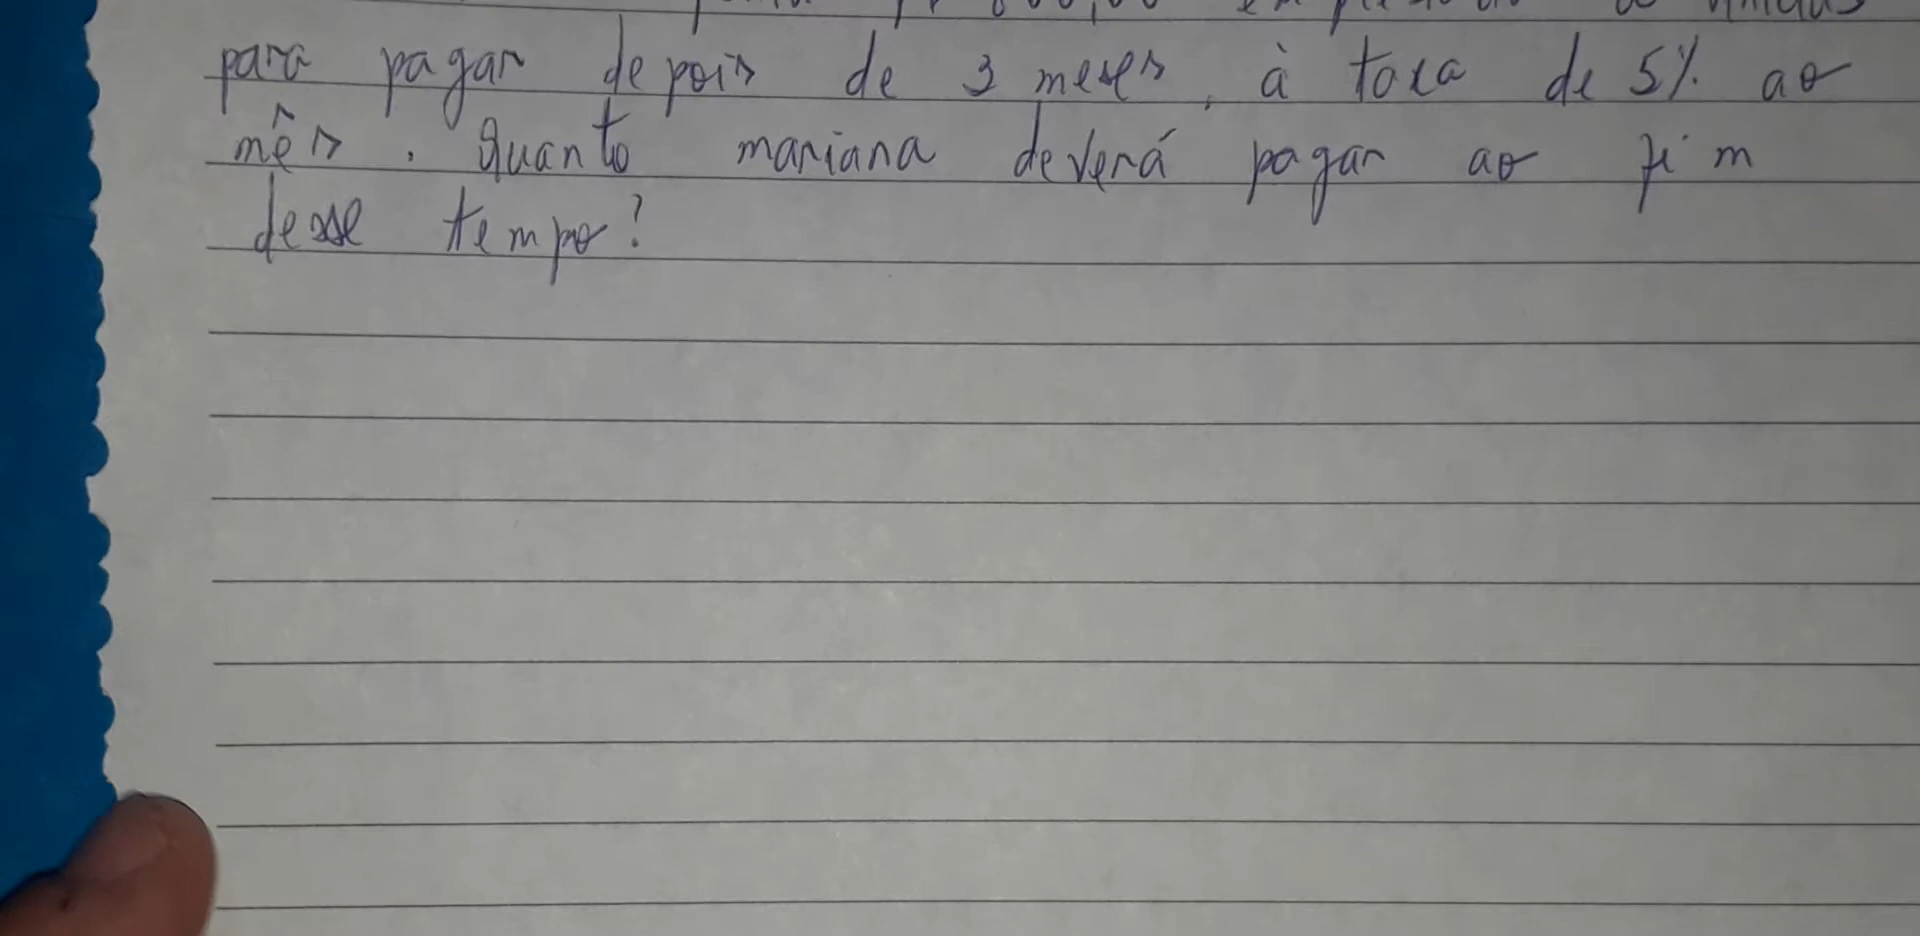 para pagar depois de 3 meses, à taxa de 5% ao
mês. Quanto mariana deverá pagar ao fim
desse tempo?